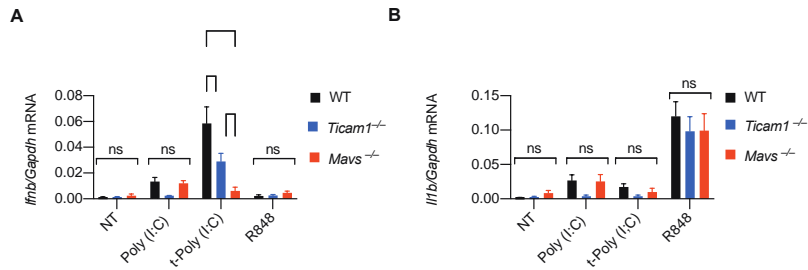 A
Ifnb/Gapdh mRNA
0.08
0.06
0.04
0.02
0.00
ns
ns
ns
NT
Poly (I:C)
t-Poly (I:C)
R848
WT
Ticam1−/−
Mavs −/−
B
Il1b/Gapdh mRNA
0.15
0.10
0.05
0.00
ns
ns
ns
ns
NT
Poly (I:C)
t-Poly (I;C)
R848
WT
Ticam1−/−
Mavs −/−